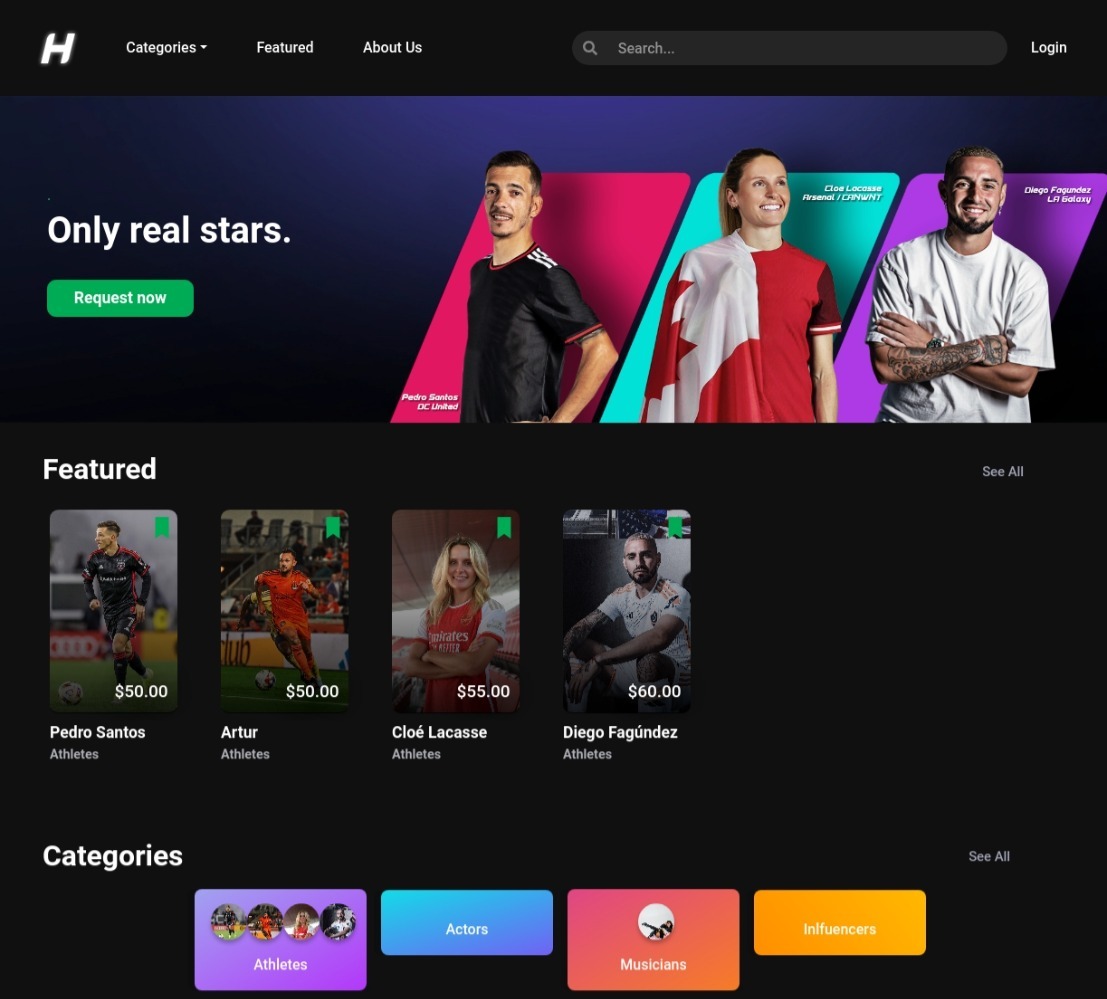 H
Categories
Featured
About Us
Search...
Login
Only real stars.
Request now
Pedro Santos
DC United
Cloe Lacasse
Arsenal / CANWNT
Diego Fagundez
LA Galaxy
Featured
See All
$50.00
$50.00
$55.00
$60.00
Pedro Santos
Artur
Cloé Lacasse
Diego Fagúndez
Athletes
Athletes
Athletes
Athletes
Categories
See All
Athletes
Actors
Musicians
Inlfuencers